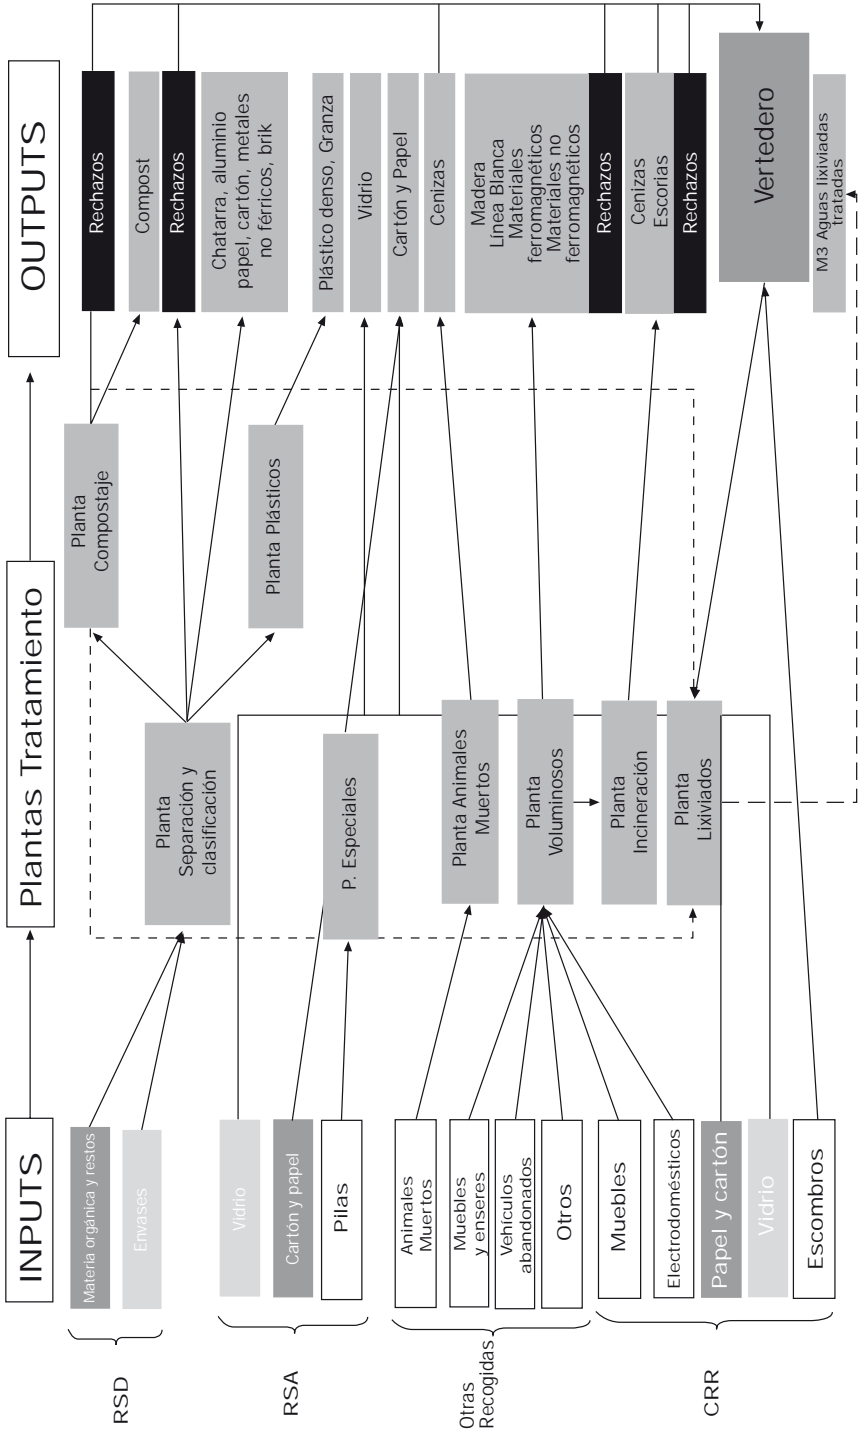 INPUTS
Plantas Tratamiento
OUTPUTS
RSD
Materia orgánica y restos
Envases
RSA
Vidrio
Cartón y papel
Pilas
Otras
Recogidas
Animales
Muertos
Muebles
y enseres
Vehículos
abandonados
Otros
CRR
Muebles
Electrodomésticos
Papel y cartón
Vidrio
Escombros
Planta
Separación y
clasificación
Planta
Compostaje
Planta Plásticos
P. Especiales
Planta Animales
Muertos
Planta
Voluminosos
Planta
Incineración
Planta
Lixiviados
Rechazos
Compost
Rechazos
Chatarra, aluminio
papel, cartón, metales
no férricos, brik
Plástico denso, Granza
Vidrio
Cartón y Papel
Cenizas
Madera
Línea Blanca
Materiales
ferromagnéticos
Materiales no
ferromagnéticos
Rechazos
Cenizas
Escorias
Rechazos
Vertedero
M3 Aguas lixiviadas
tratadas